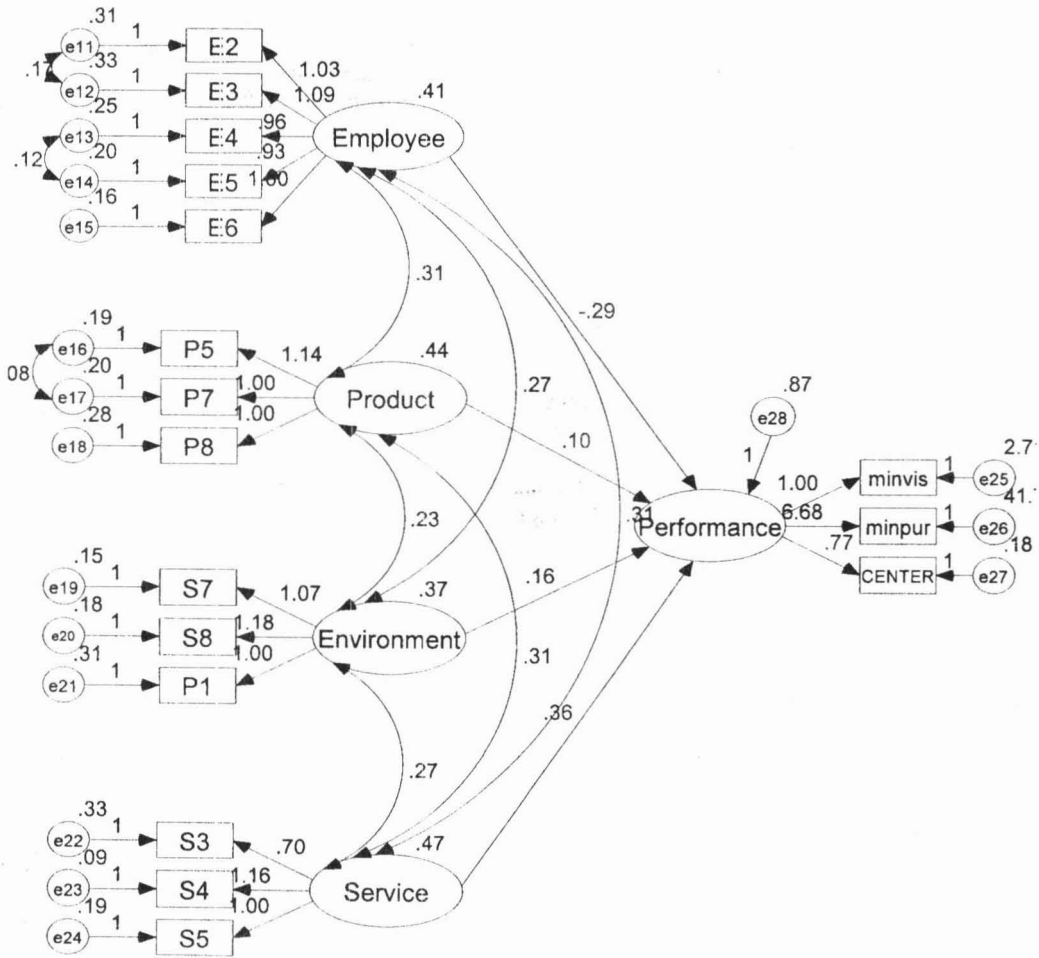 .31
e11 1 E2
.17 .33 1.03
e12 1 E3 1.09 .41
.25
e13 1 E4 .96 Employee
.12 .20 .93
e14 1 E5 1.00
.16
e15 1 E6
.31
-.29
.19
e16 1 P5 1.14 .44
08 .20 .27
e17 1 P7 1.00 Product .87
.28 e28
e18 1 P8 1.00 .10
1
2.7
1.00 minvis 1 e25
41.
.23 .31 Performance 6.68 minpur 1 e26
.77 .18
CENTER 1 e27
.15 .16
e19 1 S7 1.07 .37
.18
e20 1 S8 1.18 Environment
.31 .31
e21 1 P1 1.00
.36
.27
.33
e22 1 S3 .70 .47
.09
e23 1 S4 1.16 Service
.19
e24 1 S5 1.00